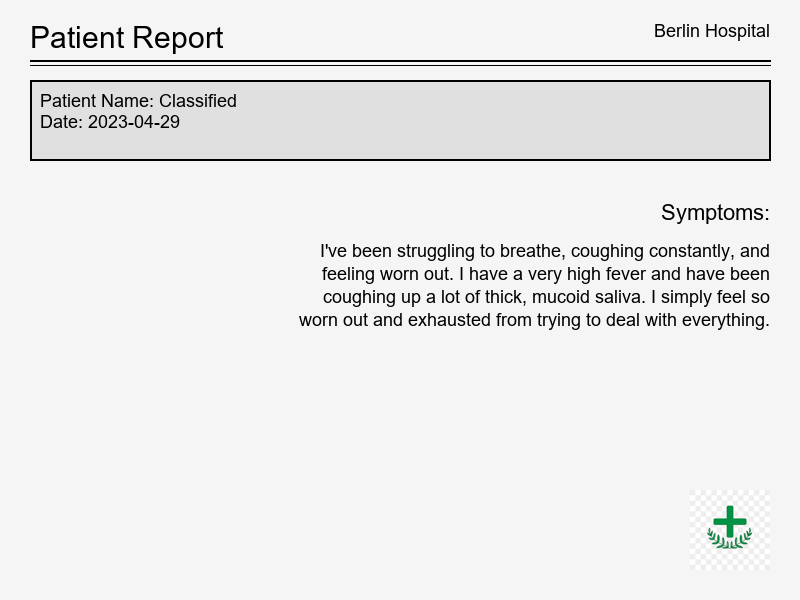 Patient Report
Berlin Hospital
Patient Name: Classified
Date: 2023-04-29
Symptoms:
I've been struggling to breathe, coughing constantly, and
feeling worn out. I have a very high fever and have been
coughing up a lot of thick, mucoid saliva. I simply feel so
worn out and exhausted from trying to deal with everything.